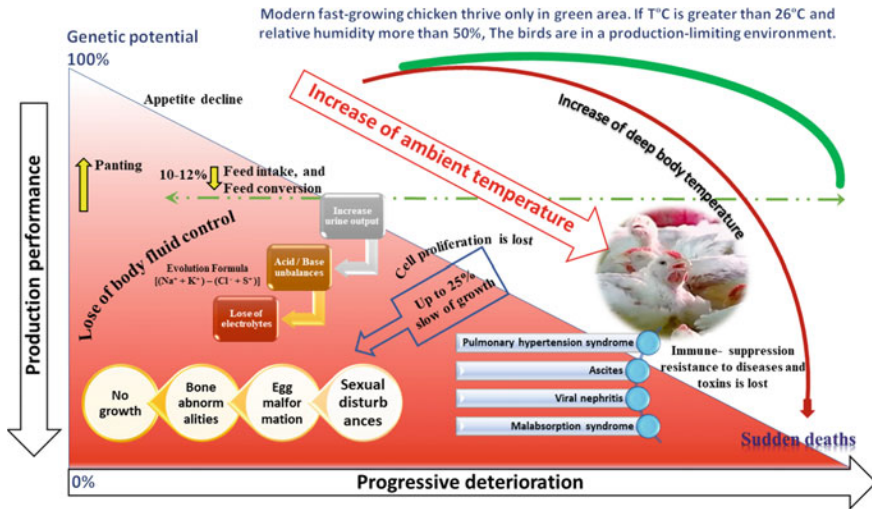 Modern fast-growing chicken thrive only in green area. If T°C is greater than 26°C and
relative humidity more than 50%, The birds are in a production-limiting environment.
Genetic potential
100%
Appetite decline
Panting
10-12%
Feed intake, and
Feed conversion
Increase of ambient temperature
Increase of deep body temperature
Production performance
Lose of body fluid control
Increase
urine output
Acid / Base
unbalances
Evolution Formula
[(Na⁺ + K⁺) – (Cl⁻ + S⁼)]
Lose of
electrolytes
Cell proliferation is lost
Up to 25%
slow of growth
Pulmonary hypertension syndrome
Ascites
Viral nephritis
Malabsorption syndrome
Immune- suppression
resistance to diseases and
toxins is lost
No
growth
Bone
abnorm
alities
Egg
malfor
mation
Sexual
disturb
ances
Sudden deaths
0%
Progressive deterioration